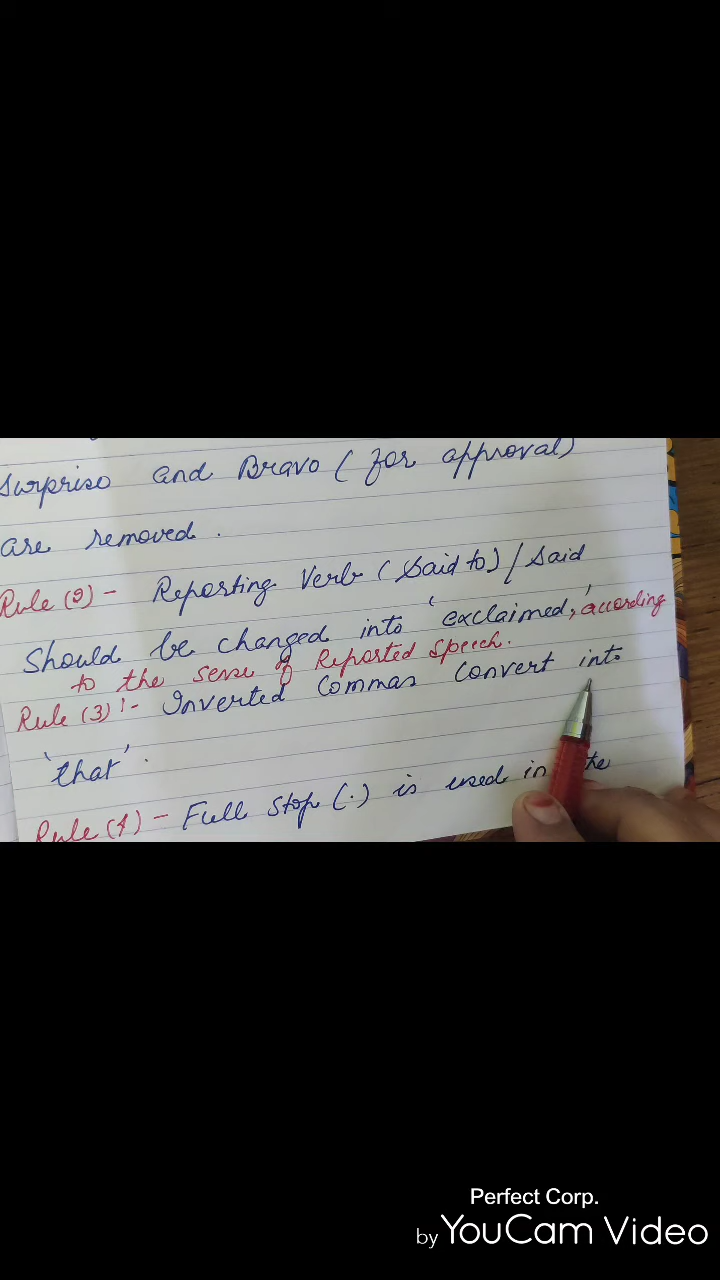 surprise and Bravo (for approval)
are removed.
Rule (2) - Reporting Verb (Said to) / Said
Should be changed into 'exclaimed,' according
to the sense of Reported Speech.
Rule (3) :- Inverted Commas Convert into
'that'.
Rule (4) - Full stop (.) is used in the
Perfect Corp.
by YouCam Video